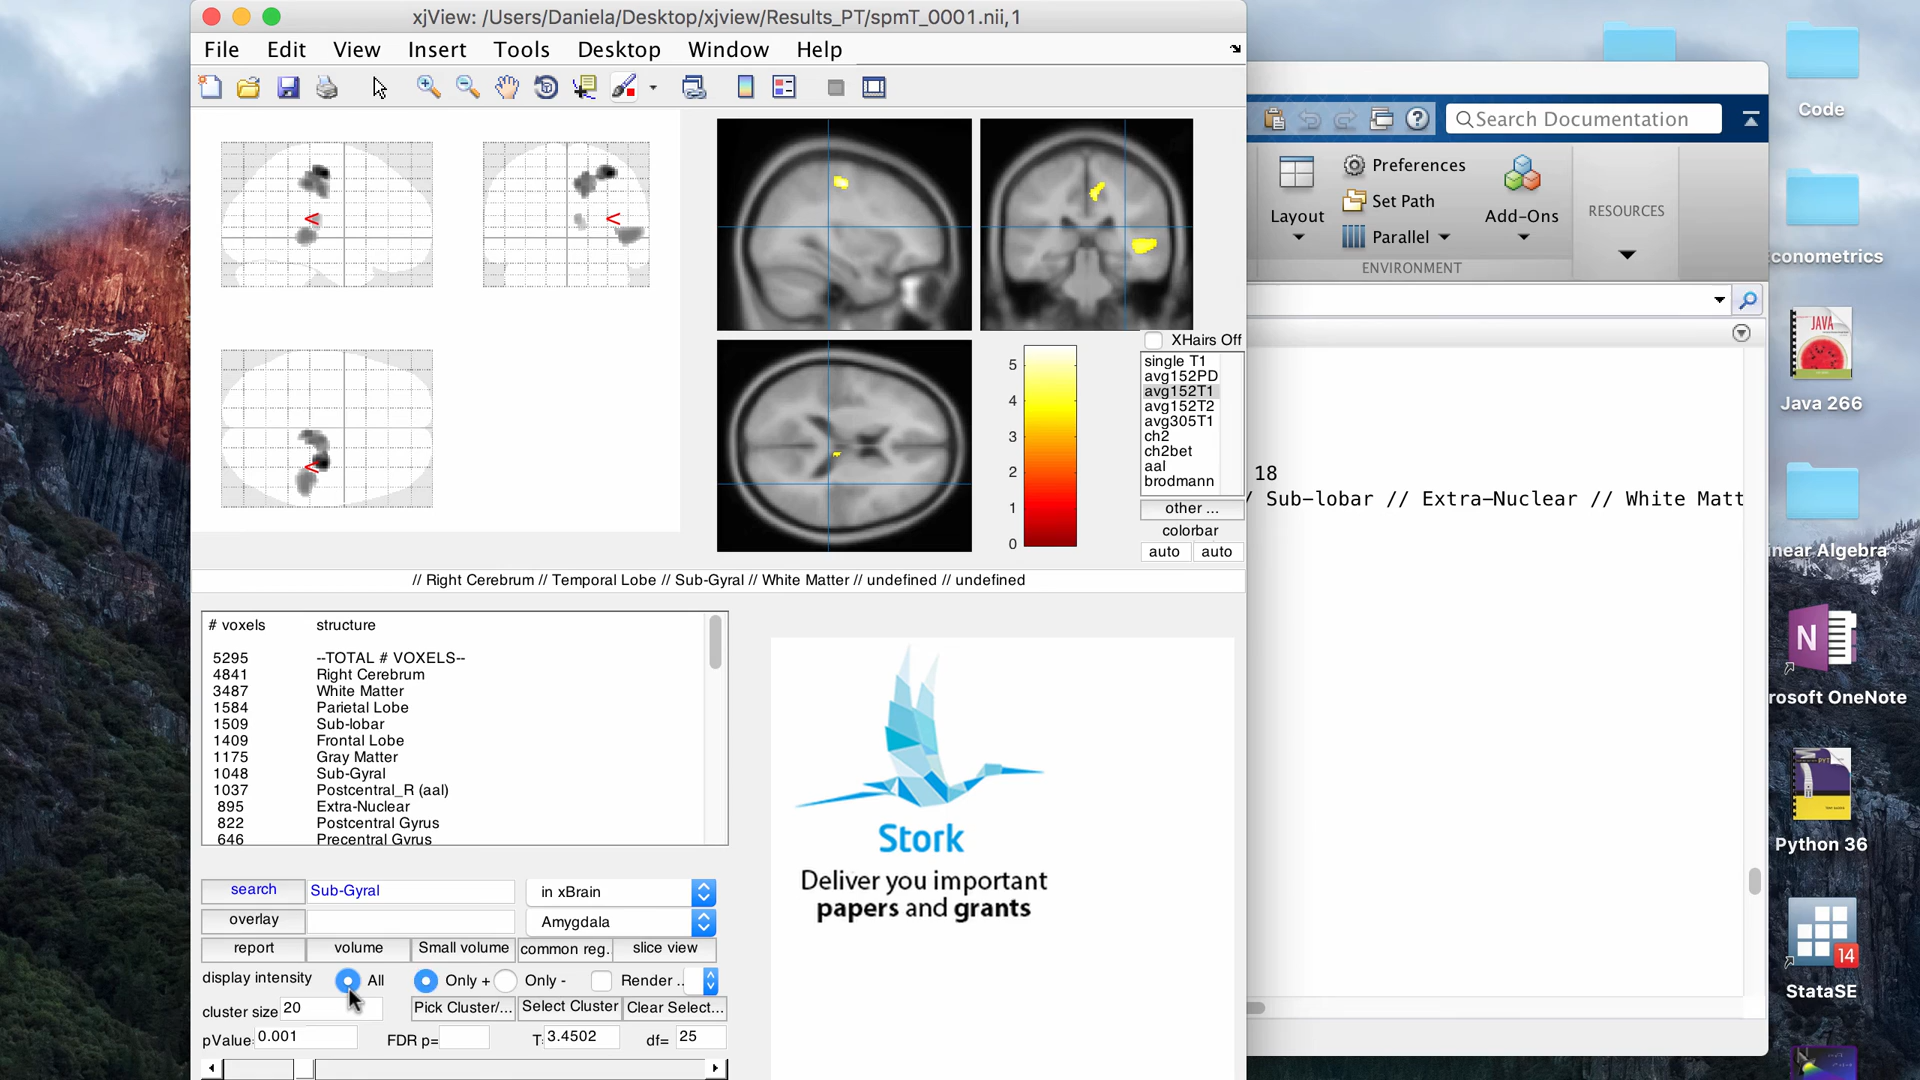 xjView: /Users/Daniela/Desktop/xjview/Results_PT/spmT_0001.nii,1
File Edit View Insert Tools Desktop Window Help
Search Documentation
Code
Preferences
Layout
Set Path
Add-Ons
Parallel
RESOURCES
ENVIRONMENT
conometrics
JAVA
Java 266
XHairs Off
single T1
avg152PD
avg152T1
avg152T2
avg305T1
ch2
ch2bet
aal
brodmann
other ...
colorbar
auto auto
5
4
3
2
1
0
<
<
<
18
/ Sub-lobar // Extra-Nuclear // White Matt
near Algebra
// Right Cerebrum // Temporal Lobe // Sub-Gyral // White Matter // undefined // undefined
# voxels structure
5295 --TOTAL # VOXELS--
4841 Right Cerebrum
3487 White Matter
1584 Parietal Lobe
1509 Sub-lobar
1409 Frontal Lobe
1175 Gray Matter
1048 Sub-Gyral
1037 Postcentral_R (aal)
895 Extra-Nuclear
822 Postcentral Gyrus
646 Precentral Gyrus
Stork
Deliver you important
papers and grants
N
rosoft OneNote
Python 36
14
StataSE
search Sub-Gyral in xBrain
overlay Amygdala
report volume Small volume common reg. slice view
display intensity All Only + Only - Render ..
cluster size 20 Pick Cluster/... Select Cluster Clear Select...
pValue: 0.001 FDR p= T: 3.4502 df= 25